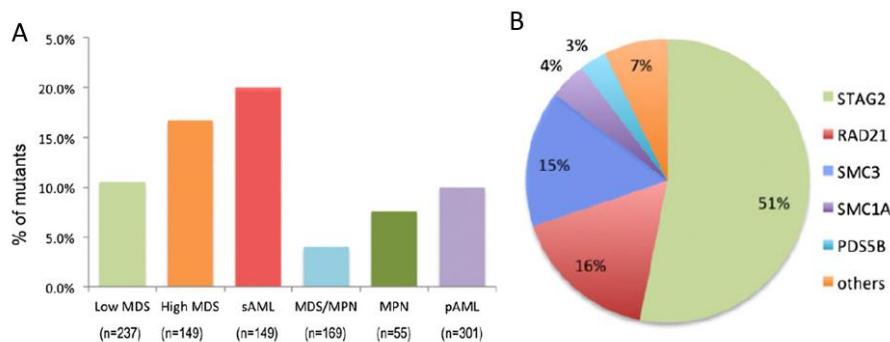 A
B
% of mutants
5.0%
20.0%
15.0%
10.0%
5.0%
0.0%
Low MDS High MDS sAML MDS/MPN MPN pAML
(n=237) (n=149) (n=149) (n=169) (n=55) (n=301)
3%
4%
7%
15%
51%
16%
STAG2
RAD21
SMC3
SMC1A
PDS5B
others